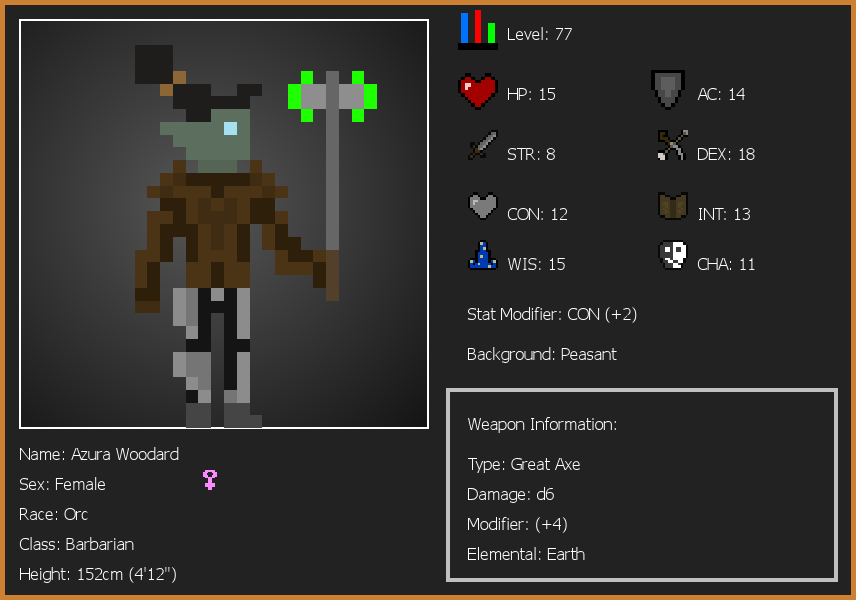 Level: 77
HP: 15
AC: 14
STR: 8
DEX: 18
CON: 12
INT: 13
WIS: 15
CHA: 11
Stat Modifier: CON (+2)
Background: Peasant
Weapon Information:
Type: Great Axe
Damage: d6
Modifier: (+4)
Elemental: Earth
Name: Azura Woodard
Sex: Female
Race: Orc
Class: Barbarian
Height: 152cm (4'12")